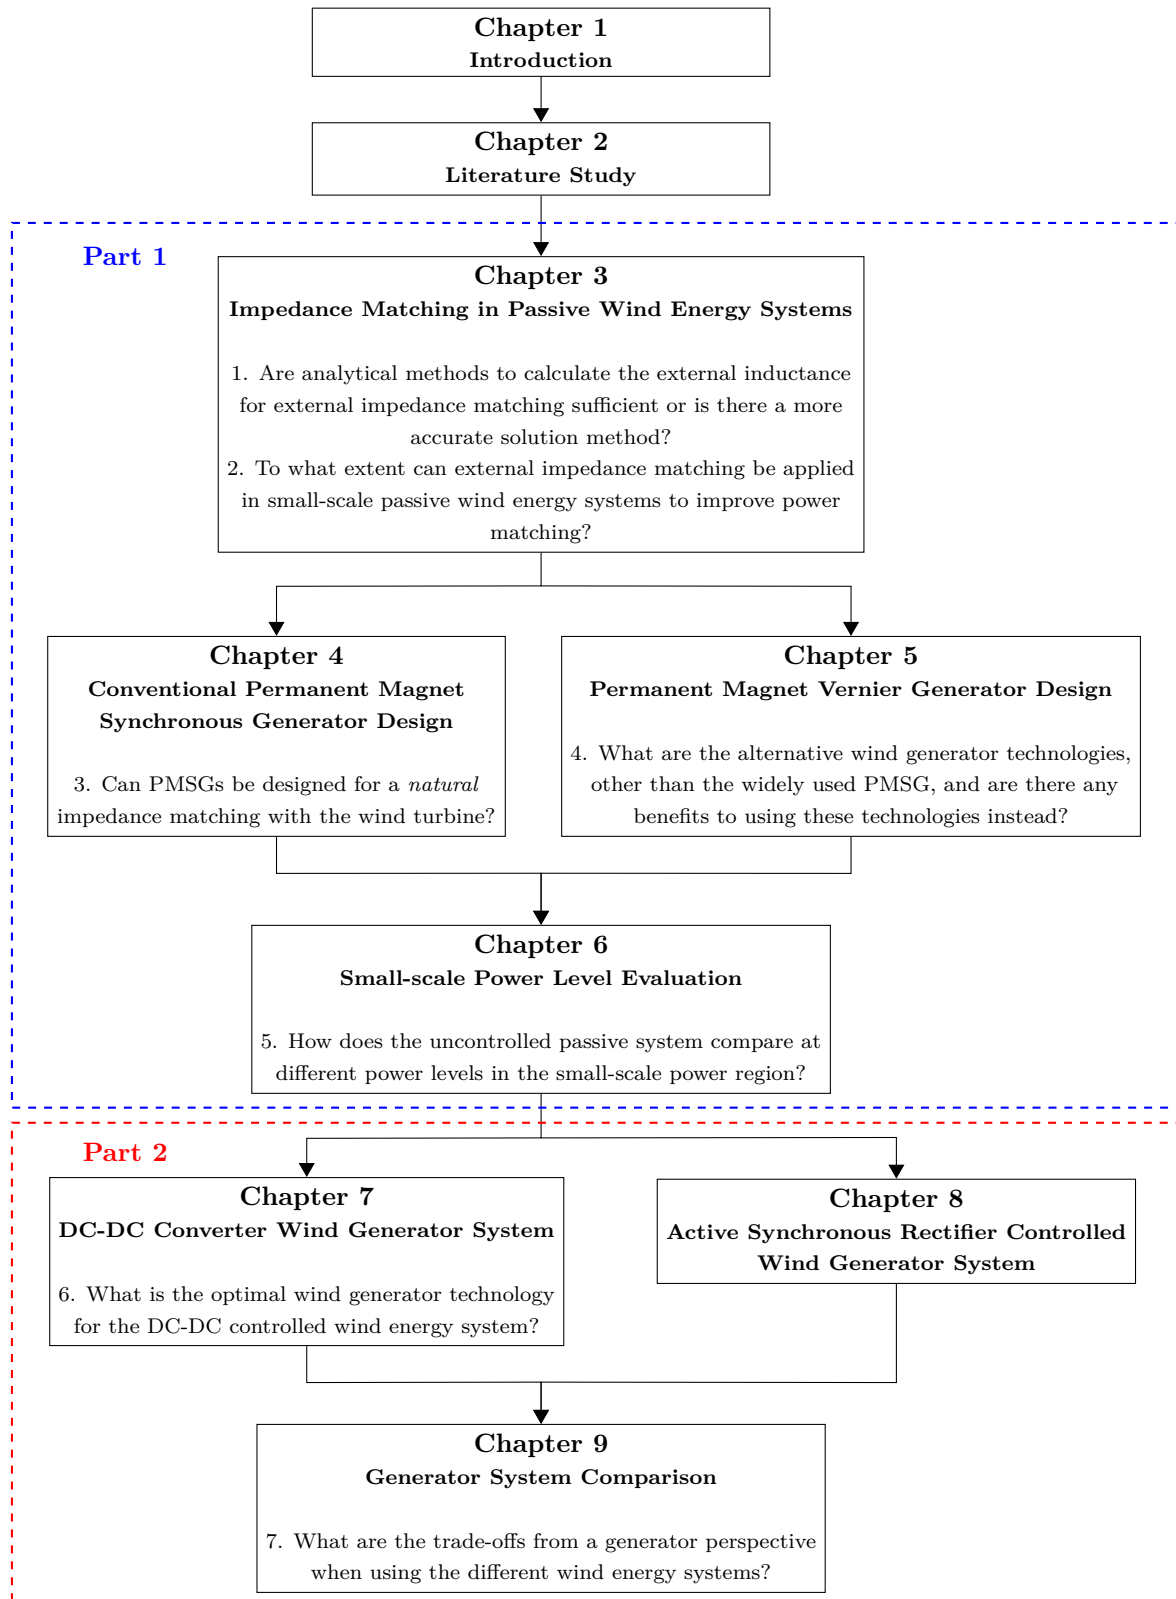 Chapter 1
Introduction
Chapter 2
Literature Study
Part 1
Chapter 3
Impedance Matching in Passive Wind Energy Systems
1. Are analytical methods to calculate the external inductance
for external impedance matching sufficient or is there a more
accurate solution method?
2. To what extent can external impedance matching be applied
in small-scale passive wind energy systems to improve power
matching?
Chapter 4
Conventional Permanent Magnet
Synchronous Generator Design
3. Can PMSGs be designed for a natural
impedance matching with the wind turbine?
Chapter 5
Permanent Magnet Vernier Generator Design
4. What are the alternative wind generator technologies,
other than the widely used PMSG, and are there any
benefits to using these technologies instead?
Chapter 6
Small-scale Power Level Evaluation
5. How does the uncontrolled passive system compare at
different power levels in the small-scale power region?
Part 2
Chapter 7
DC-DC Converter Wind Generator System
6. What is the optimal wind generator technology
for the DC-DC controlled wind energy system?
Chapter 8
Active Synchronous Rectifier Controlled
Wind Generator System
Chapter 9
Generator System Comparison
7. What are the trade-offs from a generator perspective
when using the different wind energy systems?